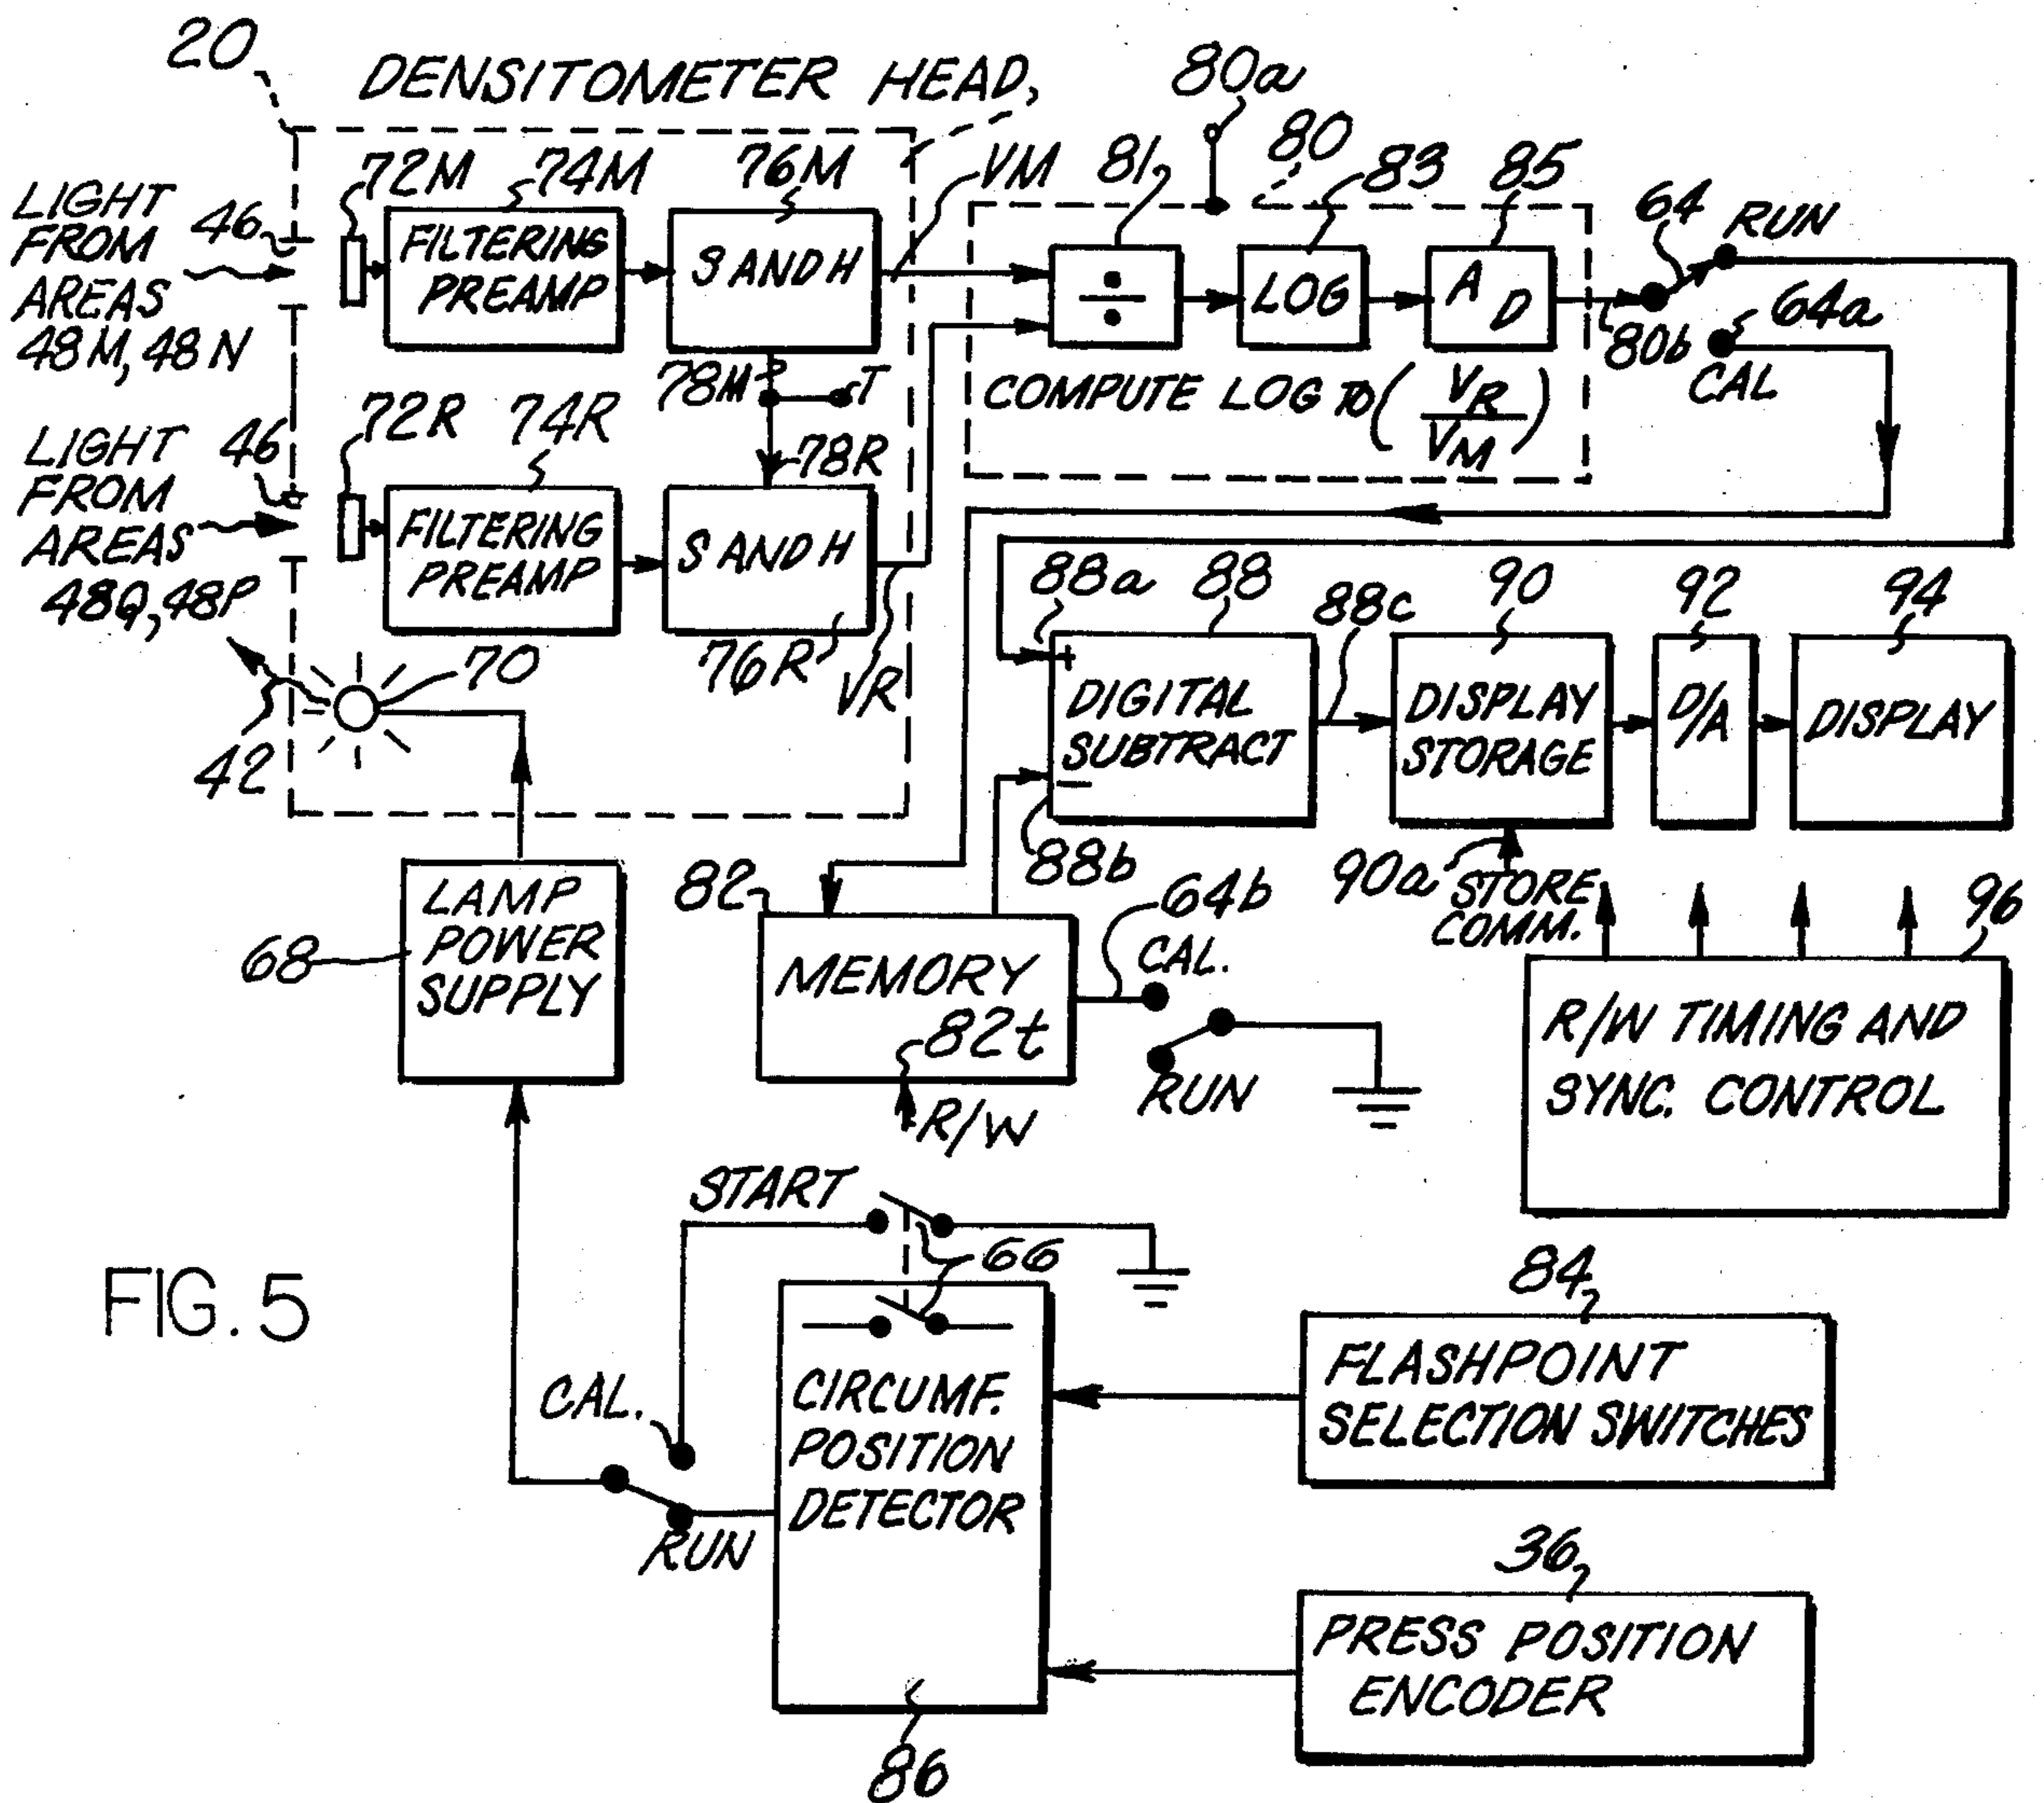 20
DENSITOMETER HEAD,
80a
80
72M
74M
76M
VM
81
83
85
64
RUN
LIGHT
FROM
AREAS
48M, 48N
46
FILTERING
PREAMP
S AND H
÷
LOG
A
D
80b
64a
CAL
78M
T
COMPUTE LOG 10 (VR/VM)
LIGHT
FROM
AREAS
48Q, 48P
46
72R
74R
78R
FILTERING
PREAMP
S AND H
76R
VR
70
42
88a
88
88c
90
92
94
+
DIGITAL
SUBTRACT
−
DISPLAY
STORAGE
D/A
DISPLAY
88b
90a
STORE
COMM.
96
LAMP
POWER
SUPPLY
68
82
MEMORY
82t
R/W
64b
CAL.
RUN
R/W TIMING AND
SYNC. CONTROL
START
66
FIG. 5
CAL.
RUN
CIRCUMF.
POSITION
DETECTOR
86
84
FLASHPOINT
SELECTION SWITCHES
36
PRESS POSITION
ENCODER